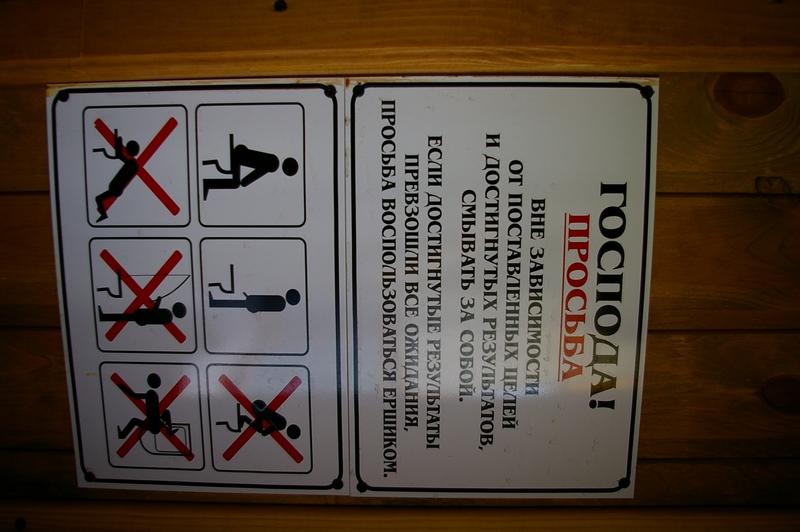 ГОСПОДА!
ПРОСЬБА
ВНЕ ЗАВИСИМОСТИ
ОТ ПОСТАВЛЕННЫХ ЦЕЛЕЙ
И ДОСТИГНУТЫХ РЕЗУЛЬТАТОВ,
СМЫВАТЬ ЗА СОБОЙ.
ЕСЛИ ДОСТИГНУТЫЕ РЕЗУЛЬТАТЫ
ПРЕВЗОШЛИ ВСЕ ОЖИДАНИЯ,
ПРОСЬБА ВОСПОЛЬЗОВАТЬСЯ ЕРШИКОМ.